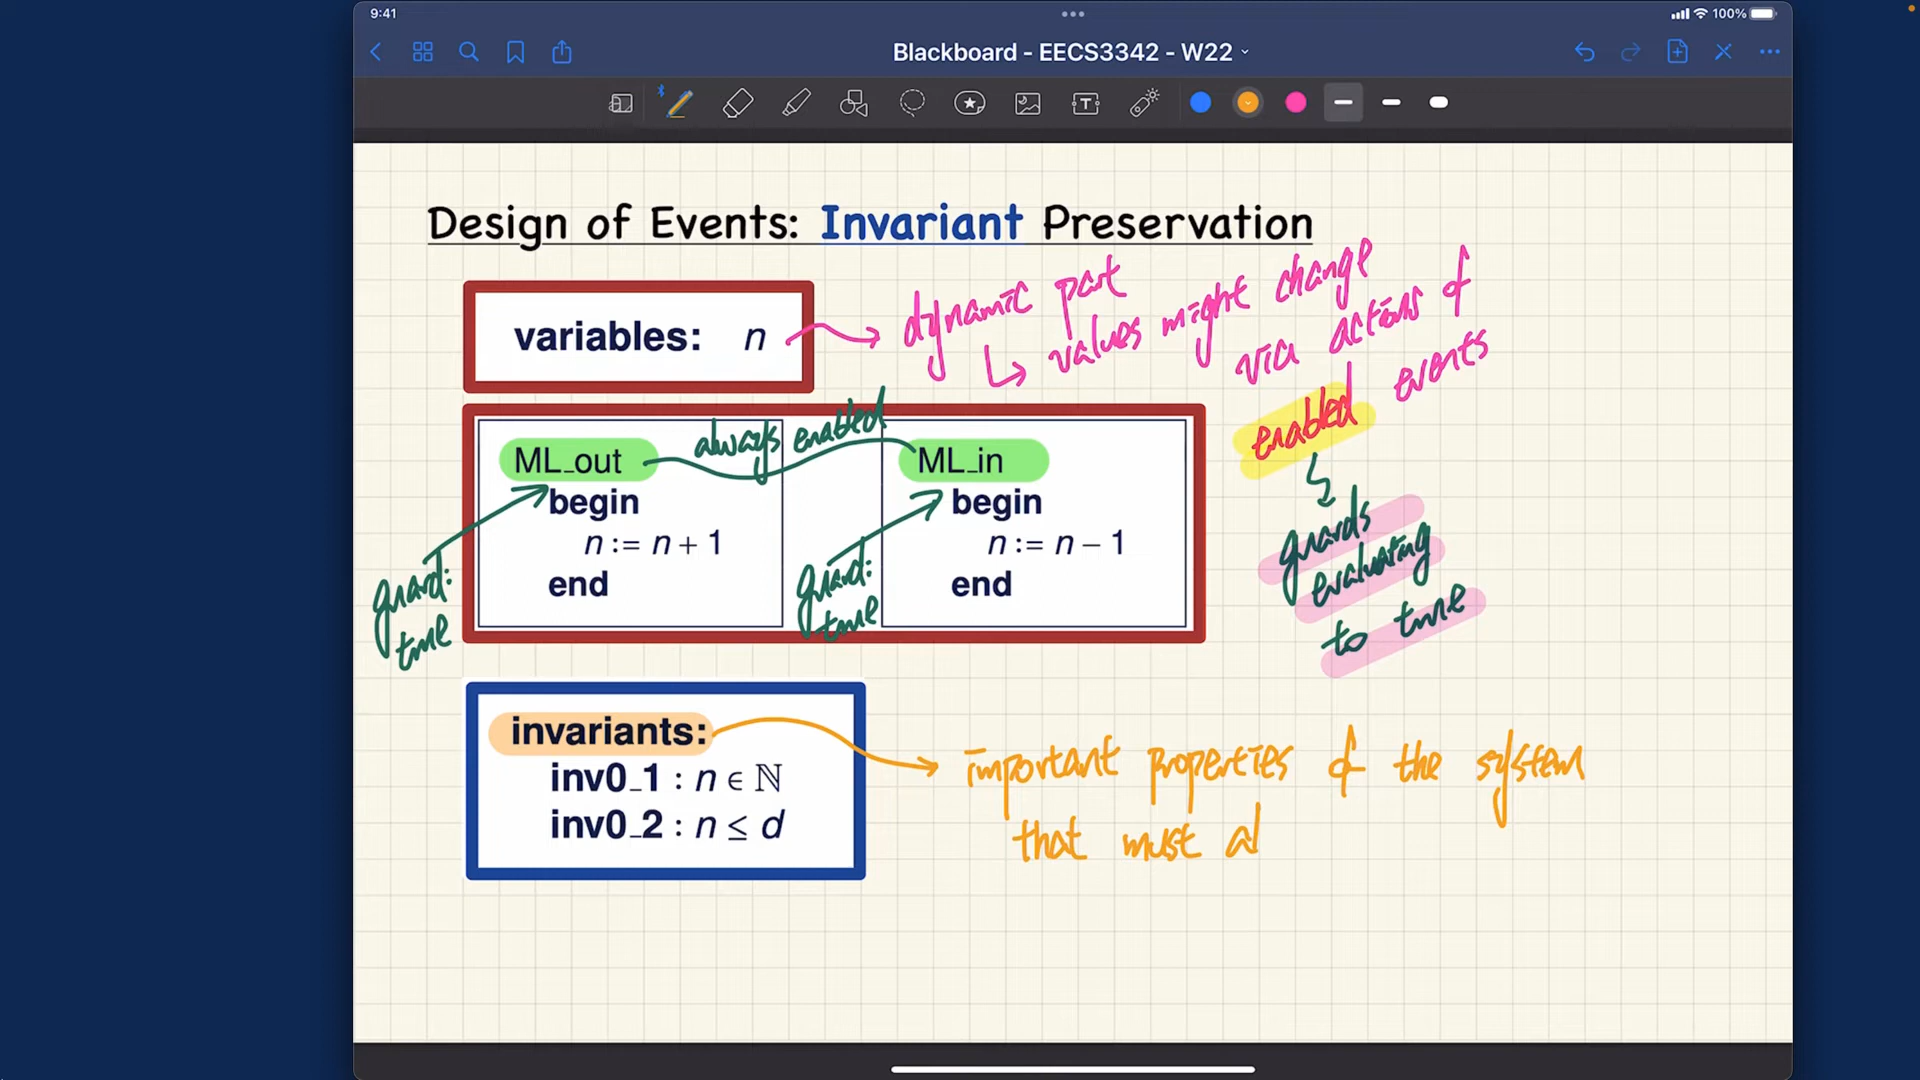 9:41
100%
Blackboard - EECS3342 - W22
Design of Events: Invariant Preservation
variables: n
dynamic part
values might change
via actions of
enabled events
always enabled
ML_out
begin
n := n + 1
end
guard:
true
ML_in
begin
n := n − 1
end
guard:
true
guards
evaluating
to true
invariants:
inv0_1 : n ∈ ℕ
inv0_2 : n ≤ d
important properties of the system
that must al